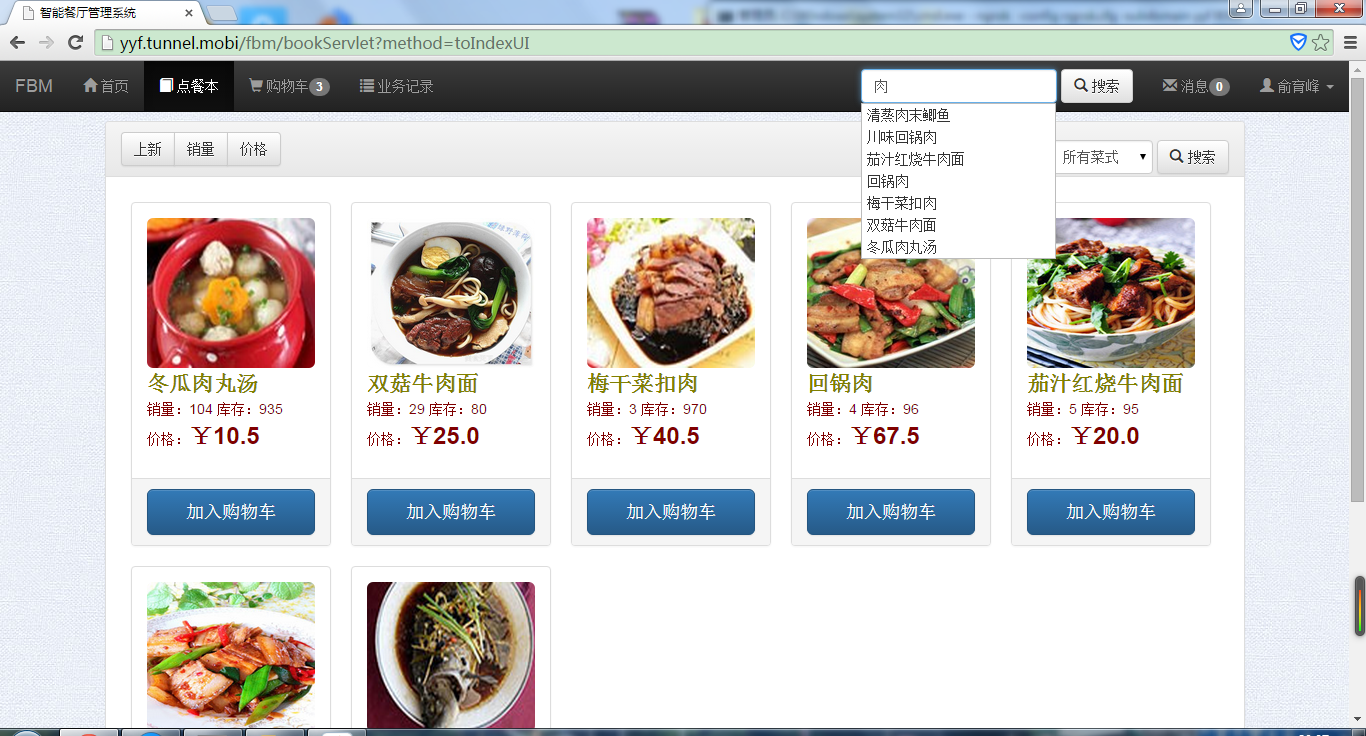 智能餐厅管理系统
yyf.tunnel.mobi/fbm/bookServlet?method=toIndexUI
FBM 首页 点餐本 购物车 3 业务记录 肉 搜索 消息 0 俞育峰
清蒸肉末鲫鱼
川味回锅肉
茄汁红烧牛肉面
回锅肉
梅干菜扣肉
双菇牛肉面
冬瓜肉丸汤
上新 销量 价格 所有菜式 搜索
冬瓜肉丸汤
销量：104 库存：935
价格：￥10.5
加入购物车
双菇牛肉面
销量：29 库存：80
价格：￥25.0
加入购物车
梅干菜扣肉
销量：3 库存：970
价格：￥40.5
加入购物车
回锅肉
销量：4 库存：96
价格：￥67.5
加入购物车
茄汁红烧牛肉面
销量：5 库存：95
价格：￥20.0
加入购物车